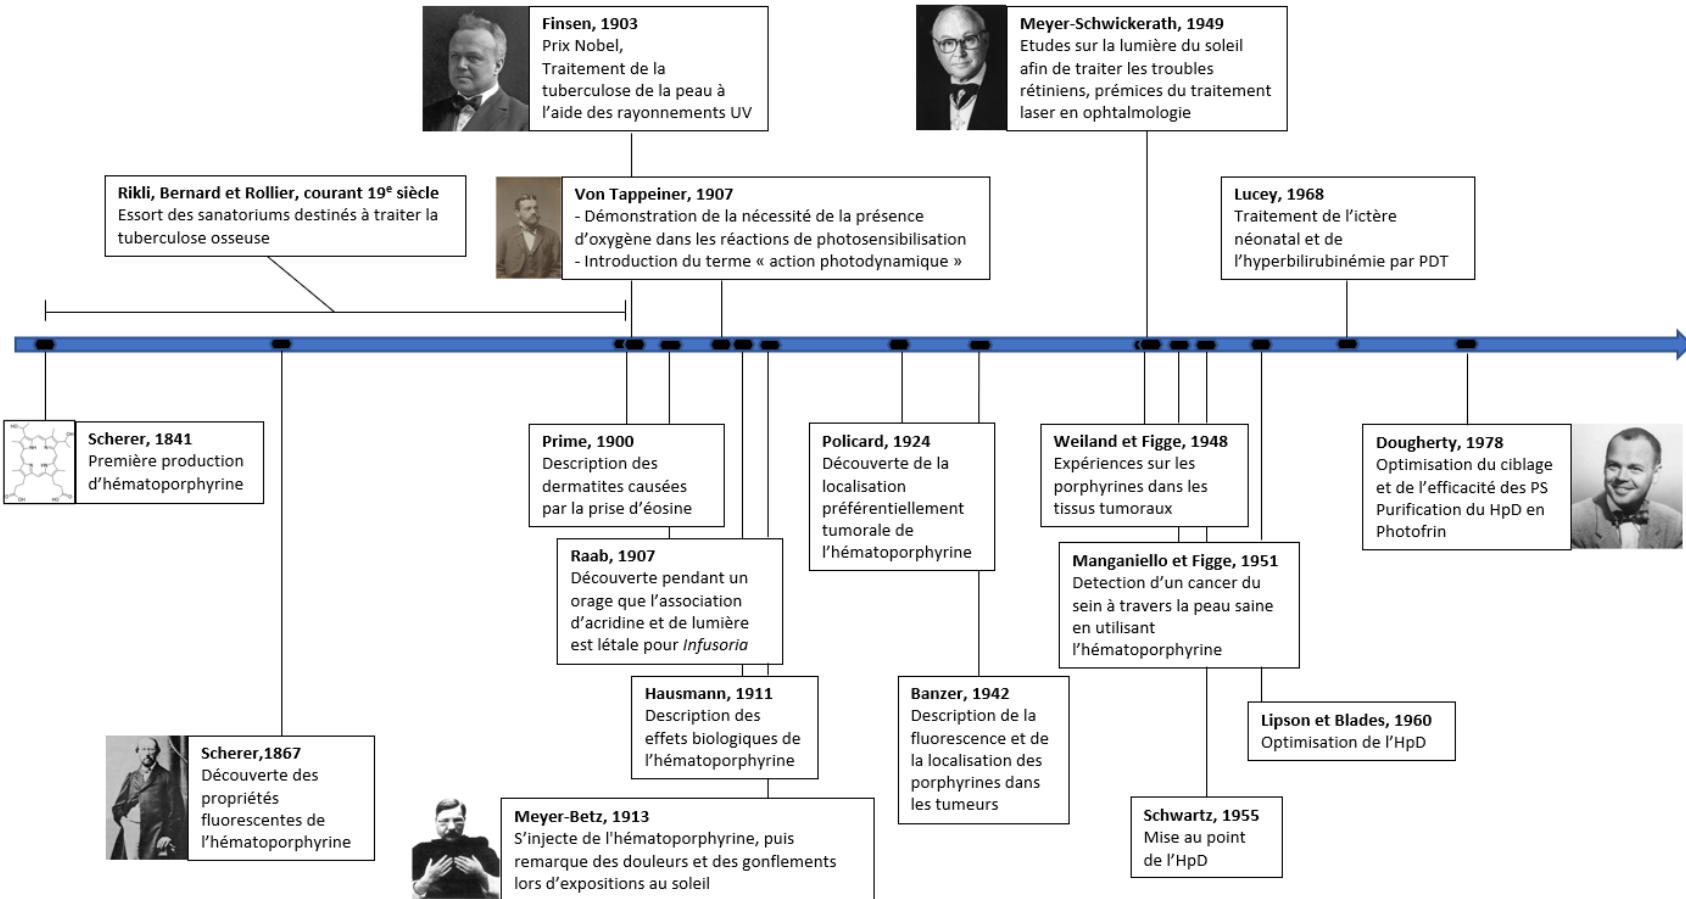 Finsen, 1903
Prix Nobel,
Traitement de la
tuberculose de la peau à
l’aide des rayonnements UV
Meyer-Schwickerath, 1949
Etudes sur la lumière du soleil
afin de traiter les troubles
rétiniens, prémices du traitement
laser en ophtalmologie
Rikli, Bernard et Rollier, courant 19e siècle
Essort des sanatoriums destinés à traiter la
tuberculose osseuse
Von Tappeiner, 1907
- Démonstration de la nécessité de la présence
d’oxygène dans les réactions de photosensibilisation
- Introduction du terme « action photodynamique »
Lucey, 1968
Traitement de l’ictère
néonatal et de
l’hyperbilirubinémie par PDT
Scherer, 1841
Première production
d’hématoporphyrine
Prime, 1900
Description des
dermatites causées
par la prise d’éosine
Policard, 1924
Découverte de la
localisation
préférentiellement
tumorale de
l’hématoporphyrine
Weiland et Figge, 1948
Expériences sur les
porphyrines dans les
tissus tumoraux
Dougherty, 1978
Optimisation du ciblage
et de l’efficacité des PS
Purification du HpD en
Photofrin
Raab, 1907
Découverte pendant un
orage que l’association
d’acridine et de lumière
est létale pour Infusoria
Manganiello et Figge, 1951
Detection d’un cancer du
sein à travers la peau saine
en utilisant
l’hématoporphyrine
Hausmann, 1911
Description des
effets biologiques de
l’hématoporphyrine
Banzer, 1942
Description de la
fluorescence et de
la localisation des
porphyrines dans
les tumeurs
Lipson et Blades, 1960
Optimisation de l’HpD
Scherer,1867
Découverte des
propriétés
fluorescentes de
l’hématoporphyrine
Meyer-Betz, 1913
S’injecte de l'hématoporphyrine, puis
remarque des douleurs et des gonflements
lors d’expositions au soleil
Schwartz, 1955
Mise au point
de l’HpD